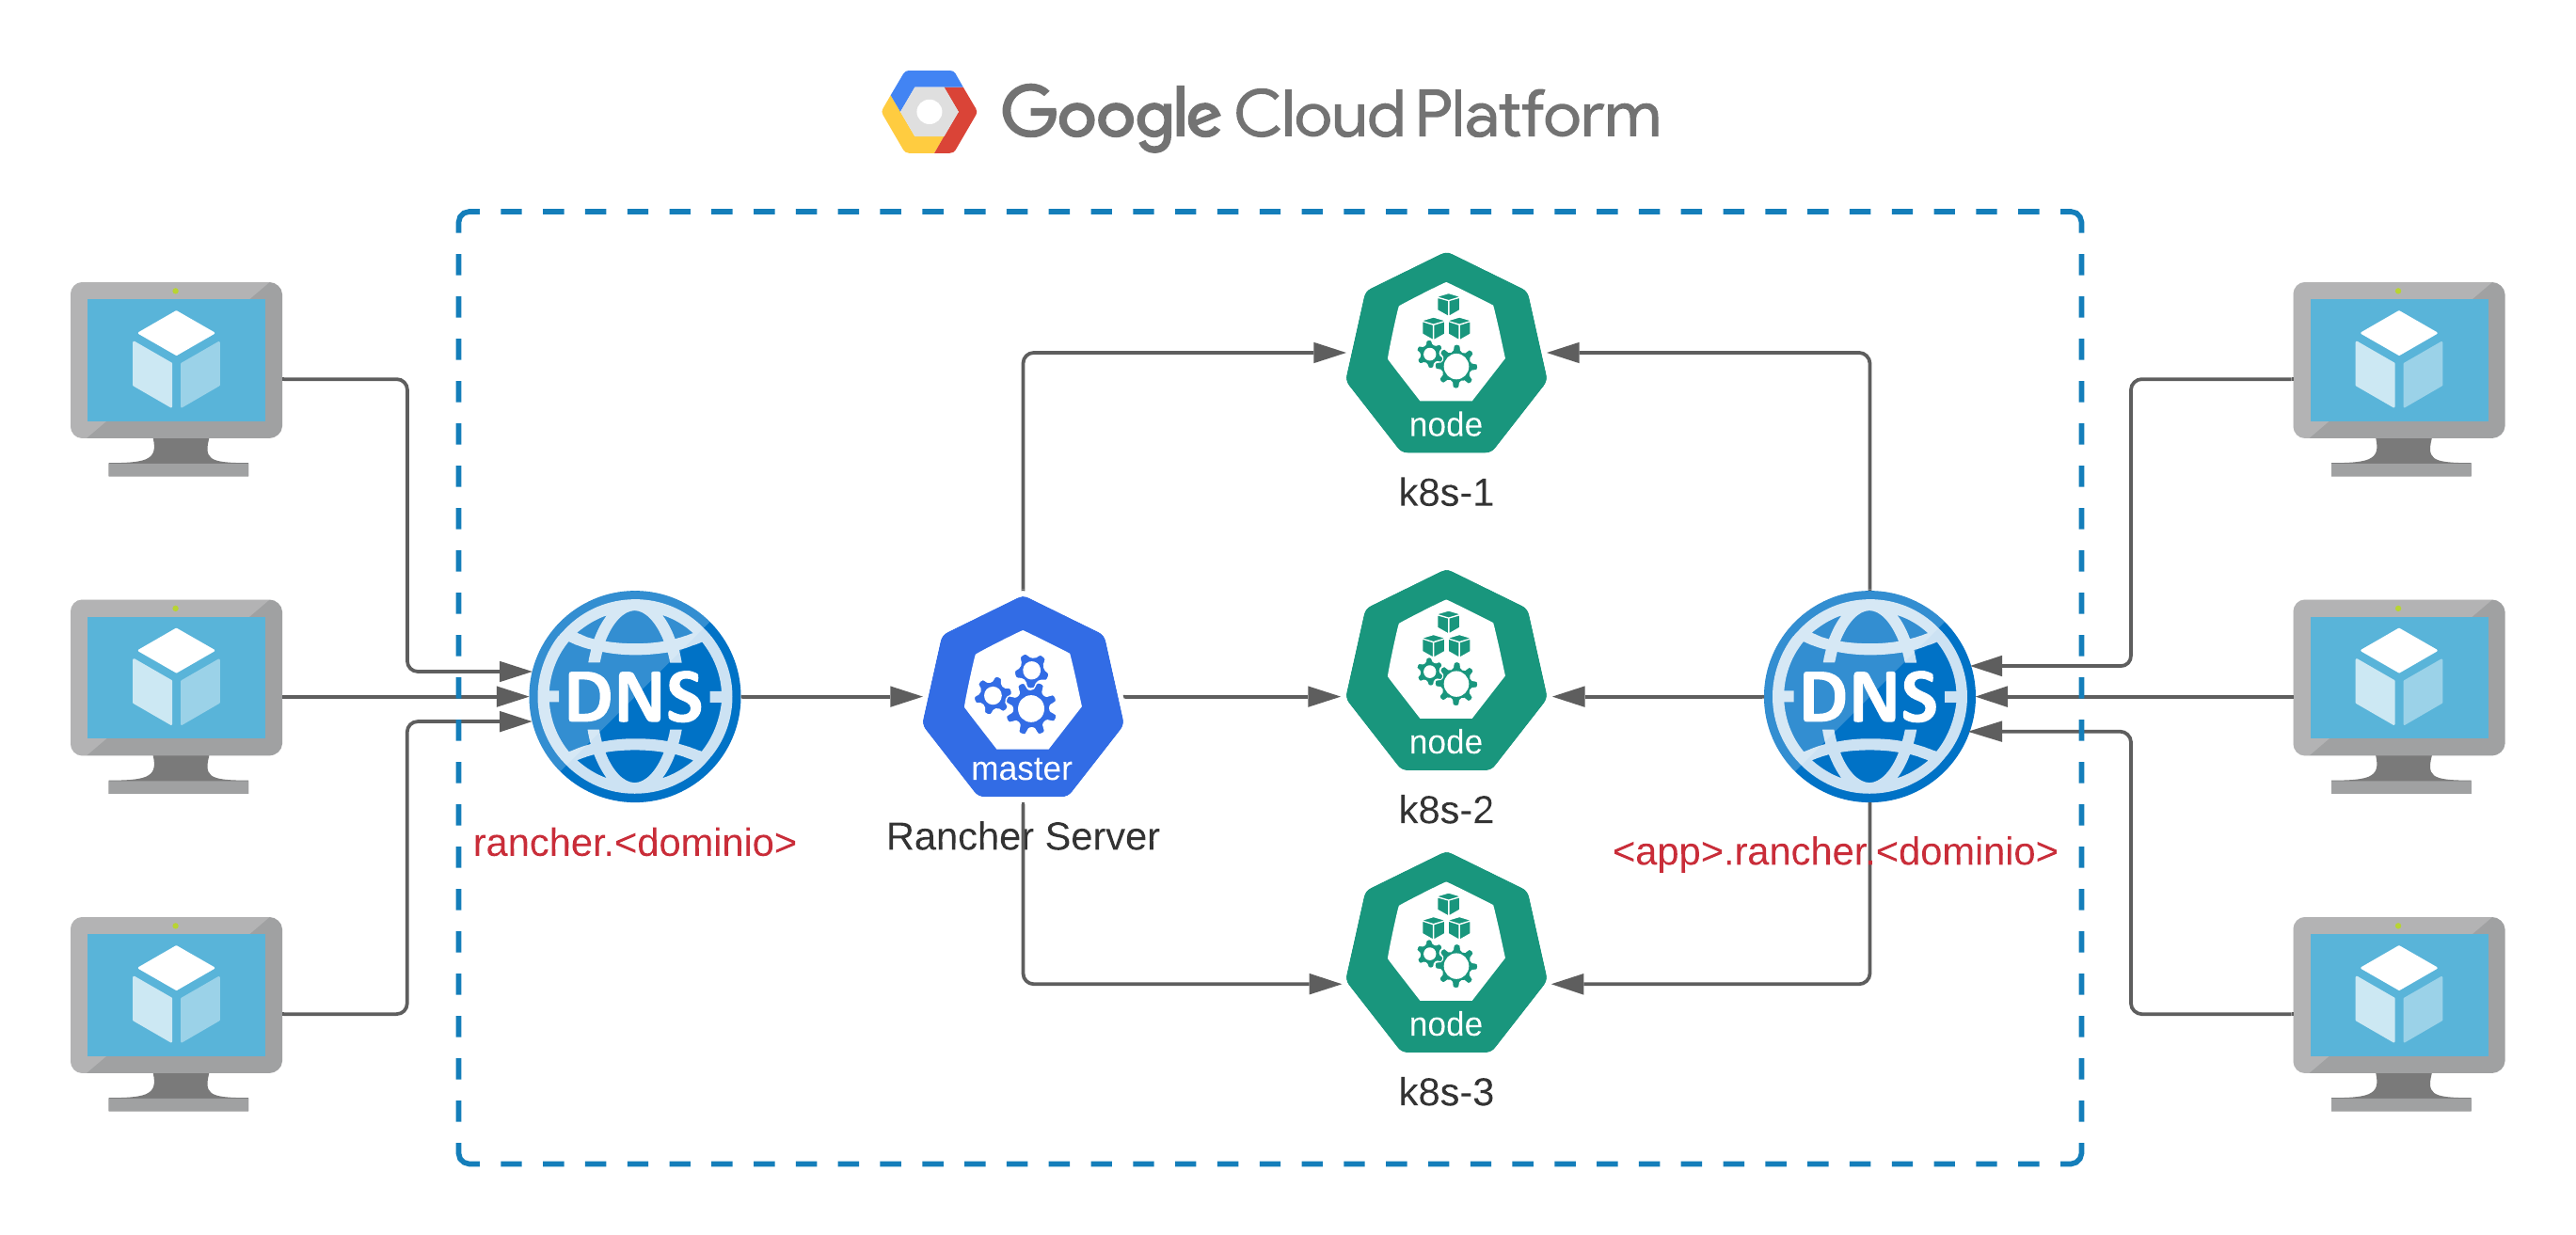 Google Cloud Platform
node
k8s-1
DNS
master
Rancher Server
rancher.<dominio>
node
k8s-2
DNS
<app>.rancher.<dominio>
node
k8s-3